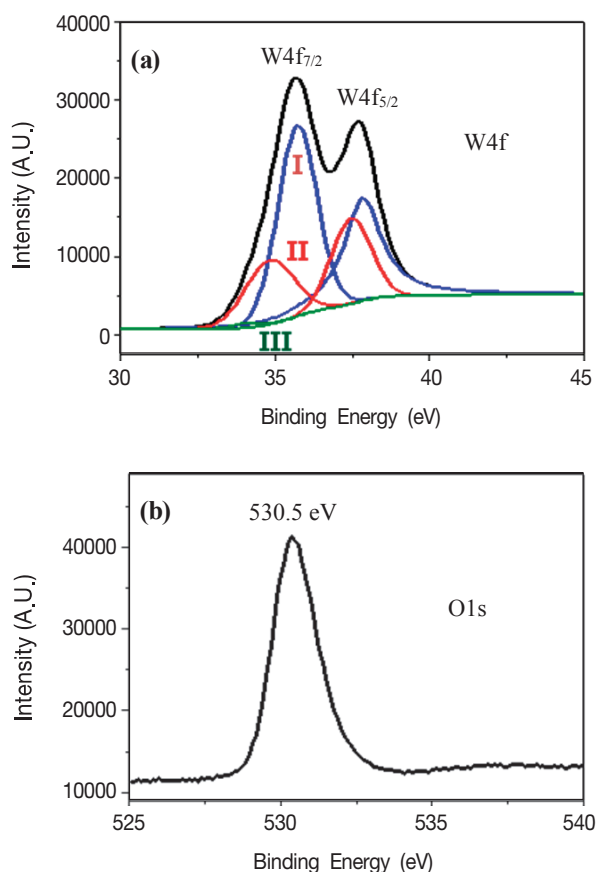 (a)
W4f7/2
W4f5/2
W4f
I
II
III
Intensity (A.U.)
40000
30000
20000
10000
0
30 35 40 45
Binding Energy (eV)
(b)
530.5 eV
O1s
Intensity (A.U.)
40000
30000
20000
10000
525 530 535 540
Binding Energy (eV)